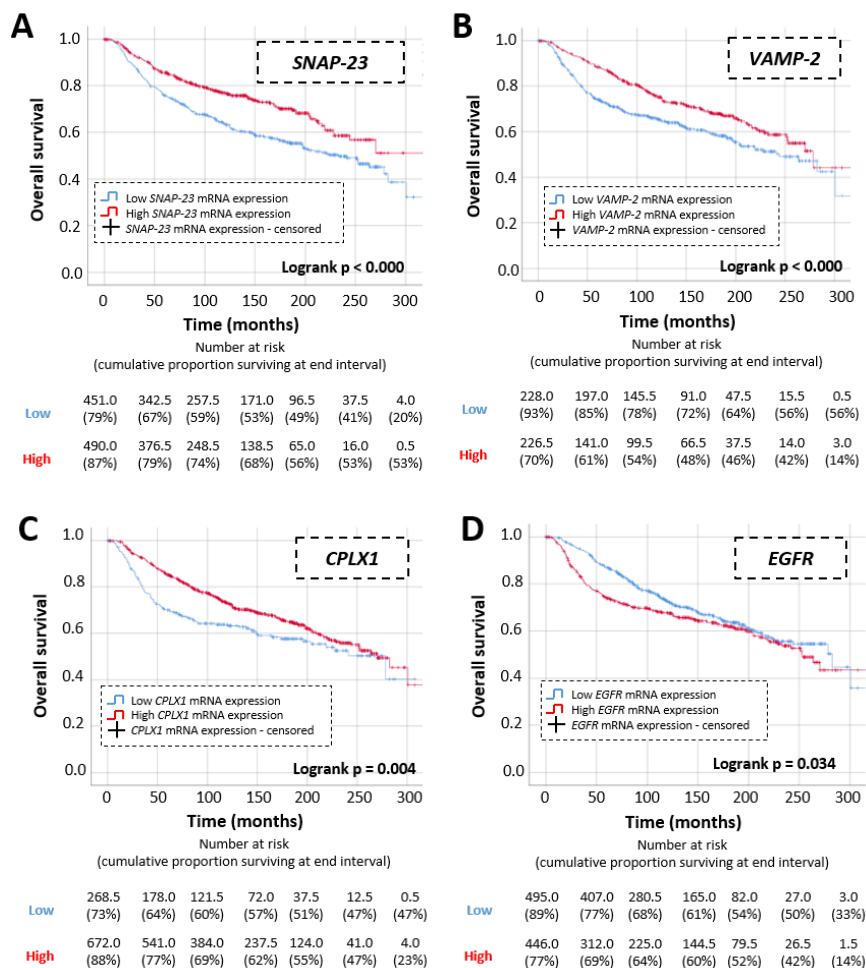 A
SNAP-23
Overall survival
1.0
0.8
0.6
0.4
0.2
0.0
Low SNAP-23 mRNA expression
High SNAP-23 mRNA expression
SNAP-23 mRNA expression - censored
Logrank p < 0.000
0 50 100 150 200 250 300
Time (months)
Number at risk
(cumulative proportion surviving at end interval)
Low
451.0 342.5 257.5 171.0 96.5 37.5 4.0
(79%) (67%) (59%) (53%) (49%) (41%) (20%)
High
490.0 376.5 248.5 138.5 65.0 16.0 0.5
(87%) (79%) (74%) (68%) (56%) (53%) (53%)
B
VAMP-2
Overall survival
1.0
0.8
0.6
0.4
0.2
0.0
Low VAMP-2 mRNA expression
High VAMP-2 mRNA expression
VAMP-2 mRNA expression - censored
Logrank p < 0.000
0 50 100 150 200 250 300
Time (months)
Number at risk
(cumulative proportion surviving at end interval)
Low
228.0 197.0 145.5 91.0 47.5 15.5 0.5
(93%) (85%) (78%) (72%) (64%) (56%) (56%)
High
226.5 141.0 99.5 66.5 37.5 14.0 3.0
(70%) (61%) (54%) (48%) (46%) (42%) (14%)
C
CPLX1
Overall survival
1.0
0.8
0.6
0.4
0.2
0.0
Low CPLX1 mRNA expression
High CPLX1 mRNA expression
CPLX1 mRNA expression - censored
Logrank p = 0.004
0 50 100 150 200 250 300
Time (months)
Number at risk
(cumulative proportion surviving at end interval)
Low
268.5 178.0 121.5 72.0 37.5 12.5 0.5
(73%) (64%) (60%) (57%) (51%) (47%) (47%)
High
672.0 541.0 384.0 237.5 124.0 41.0 4.0
(88%) (77%) (69%) (62%) (55%) (47%) (23%)
D
EGFR
Overall survival
1.0
0.8
0.6
0.4
0.2
0.0
Low EGFR mRNA expression
High EGFR mRNA expression
EGFR mRNA expression - censored
Logrank p = 0.034
0 50 100 150 200 250 300
Time (months)
Number at risk
(cumulative proportion surviving at end interval)
Low
495.0 407.0 280.5 165.0 82.0 27.0 3.0
(89%) (77%) (68%) (61%) (54%) (50%) (33%)
High
446.0 312.0 225.0 144.5 79.5 26.5 1.5
(77%) (69%) (64%) (60%) (52%) (42%) (14%)